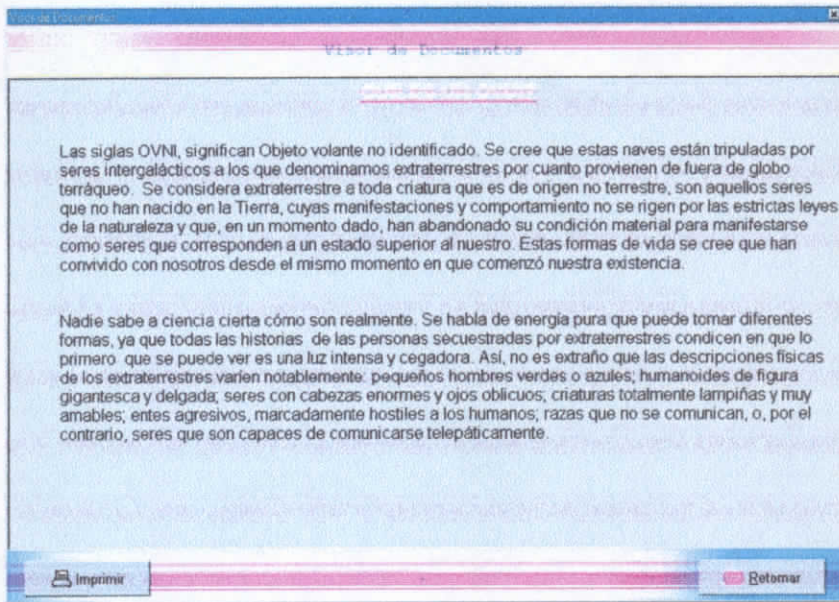 Visor de Documentos
Visor de Documentos
Las siglas OVNI, significan Objeto volante no identificado. Se cree que estas naves están tripuladas por
seres intergalácticos a los que denominamos extraterrestres por cuanto provienen de fuera de globo
terráqueo. Se considera extraterrestre a toda criatura que es de origen no terrestre, son aquellos seres
que no han nacido en la Tierra, cuyas manifestaciones y comportamiento no se rigen por las estrictas leyes
de la naturaleza y que, en un momento dado, han abandonado su condición material para manifestarse
como seres que corresponden a un estado superior al nuestro. Estas formas de vida se cree que han
convivido con nosotros desde el mismo momento en que comenzó nuestra existencia.
Nadie sabe a ciencia cierta cómo son realmente. Se habla de energía pura que puede tomar diferentes
formas, ya que todas las historias de las personas secuestradas por extraterrestres condicen en que lo
primero que se puede ver es una luz intensa y cegadora. Así, no es extraño que las descripciones físicas
de los extraterrestres varíen notablemente: pequeños hombres verdes o azules; humanoides de figura
gigantesca y delgada; seres con cabezas enormes y ojos oblicuos; criaturas totalmente lampiñas y muy
amables; entes agresivos, marcadamente hostiles a los humanos; razas que no se comunican, o, por el
contrario, seres que son capaces de comunicarse telepáticamente.
Imprimir
Retornar